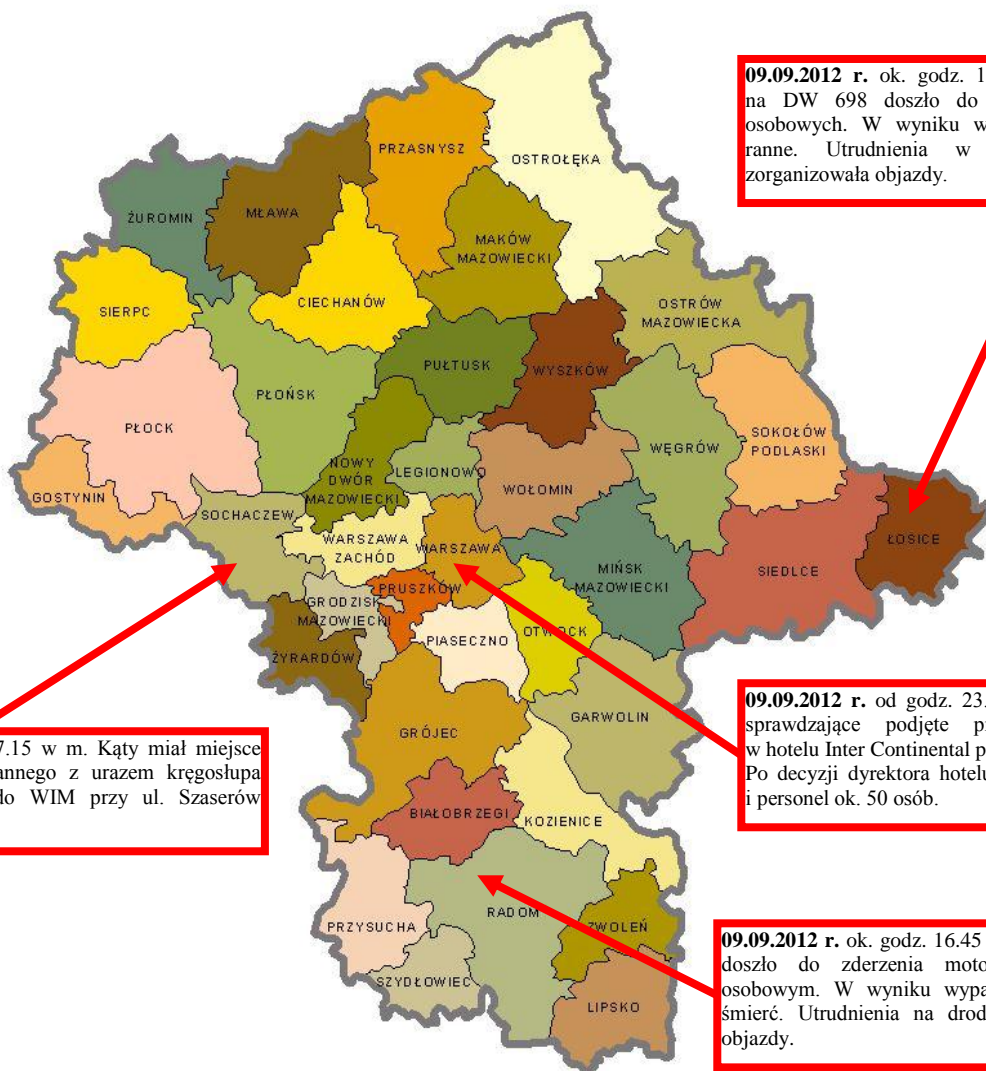 09.09.2012 r. ok. godz. 1
na DW 698 doszło do
osobowych. W wyniku w
ranne. Utrudnienia w
zorganizowała objazdy.
PRZASNYSZ
OSTROŁĘKA
ŻUROMIN
MŁAWA
MAKÓW
MAZOWIECKI
CIECHANÓW
SIERPC
OSTRÓW
MAZOWIECKA
PUŁTUSK
WYSZKÓW
PŁOŃSK
PŁOCK
WĘGRÓW
SOKOŁÓW
PODLASKI
NOWY
DWÓR
MAZOWIECKI
LEGIONOWO
WOŁOMIN
GOSTYNIN
SOCHACZEW
WARSZAWA
ZACHÓD
WARSZAWA
MIŃSK
MAZOWIECKI
SIEDLCE
ŁOSICE
PRUSZKÓW
GRODZISK
MAZOWIECKI
PIASECZNO
OTWOCK
ŻYRARDÓW
GARWOLIN
GRÓJEC
09.09.2012 r. od godz. 23.
sprawdzające podjęte p
w hotelu Inter Continental p
Po decyzji dyrektora hotelu
i personel ok. 50 osób.
7.15 w m. Kąty miał miejsce
annego z urazem kręgosłupa
do WIM przy ul. Szaserów
BIAŁOBRZEGI
KOZIENICE
RADOM
PRZYSUCHA
ZWOLEŃ
SZYDŁOWIEC
LIPSKO
09.09.2012 r. ok. godz. 16.45
doszło do zderzenia moto
osobowym. W wyniku wypa
śmierć. Utrudnienia na drod
objazdy.